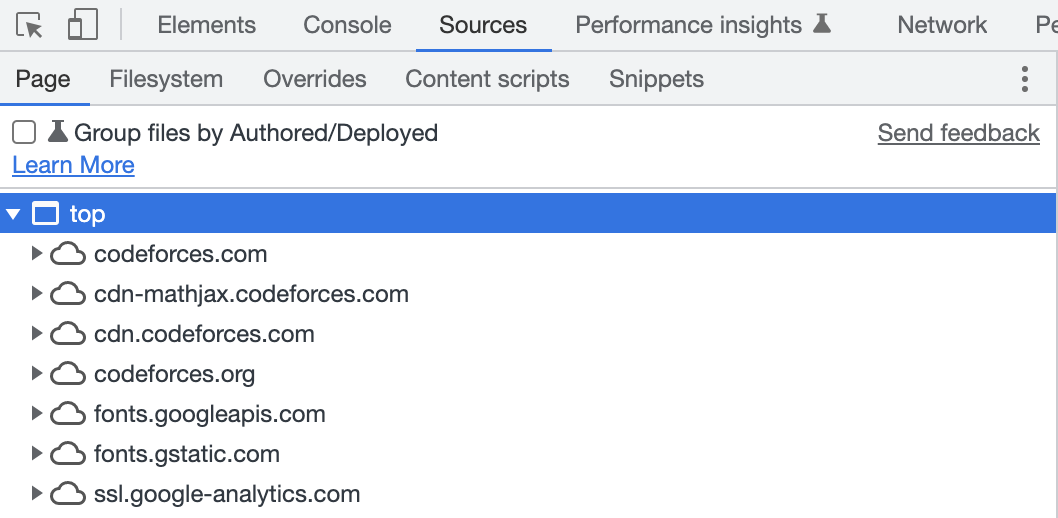 Elements Console Sources Performance insights Network Pe
Page Filesystem Overrides Content scripts Snippets
Group files by Authored/Deployed Send feedback
Learn More
top
codeforces.com
cdn-mathjax.codeforces.com
cdn.codeforces.com
codeforces.org
fonts.googleapis.com
fonts.gstatic.com
ssl.google-analytics.com